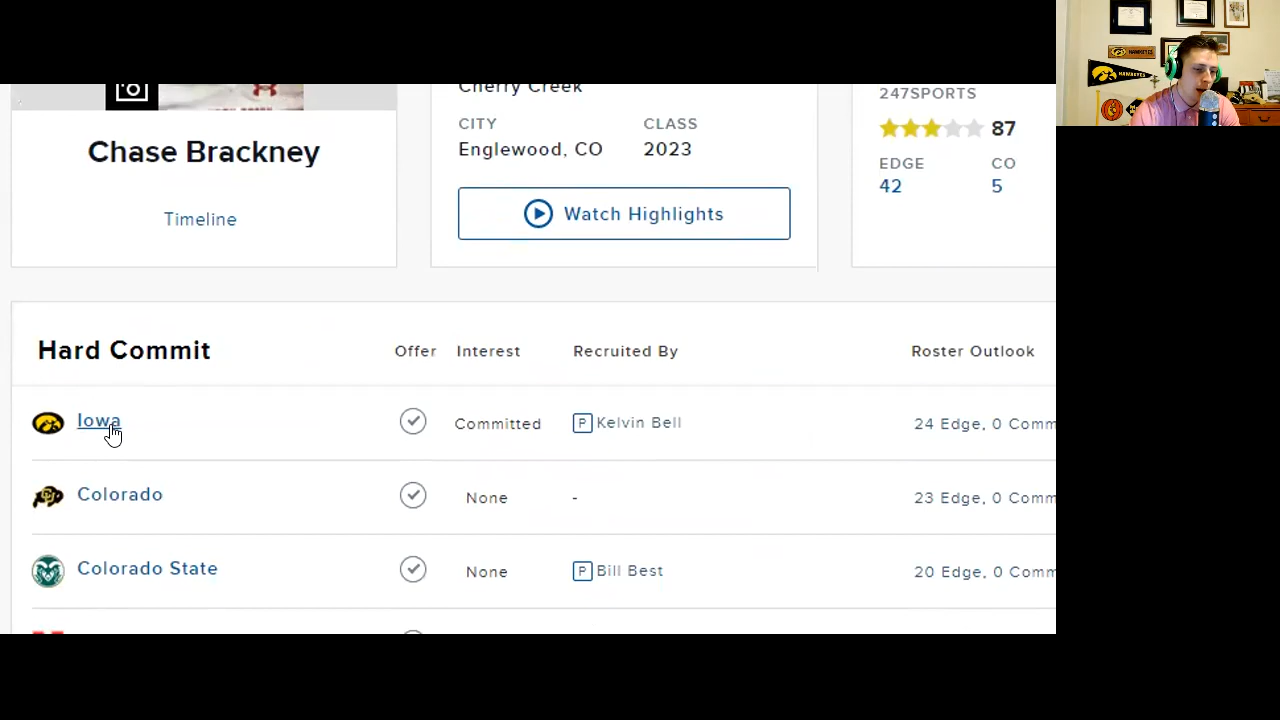 HAWKEYES
HAWKEYES
Cherry Creek
247SPORTS
CITY
CLASS
87
Chase Brackney
Englewood, CO
2023
EDGE
CO
42
5
Timeline
Watch Highlights
Hard Commit
Offer
Interest
Recruited By
Roster Outlook
Iowa
Committed
P Kelvin Bell
24 Edge, 0 Comm
Colorado
None
-
23 Edge, 0 Comm
Colorado State
None
P Bill Best
20 Edge, 0 Comm